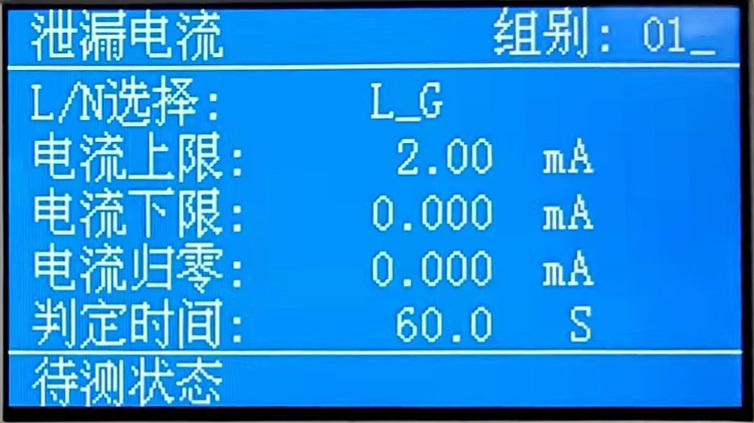 泄漏电流 组别: 01_
L/N选择: L_G
电流上限: 2.00 mA
电流下限: 0.000 mA
电流归零: 0.000 mA
判定时间: 60.0 S
待测状态